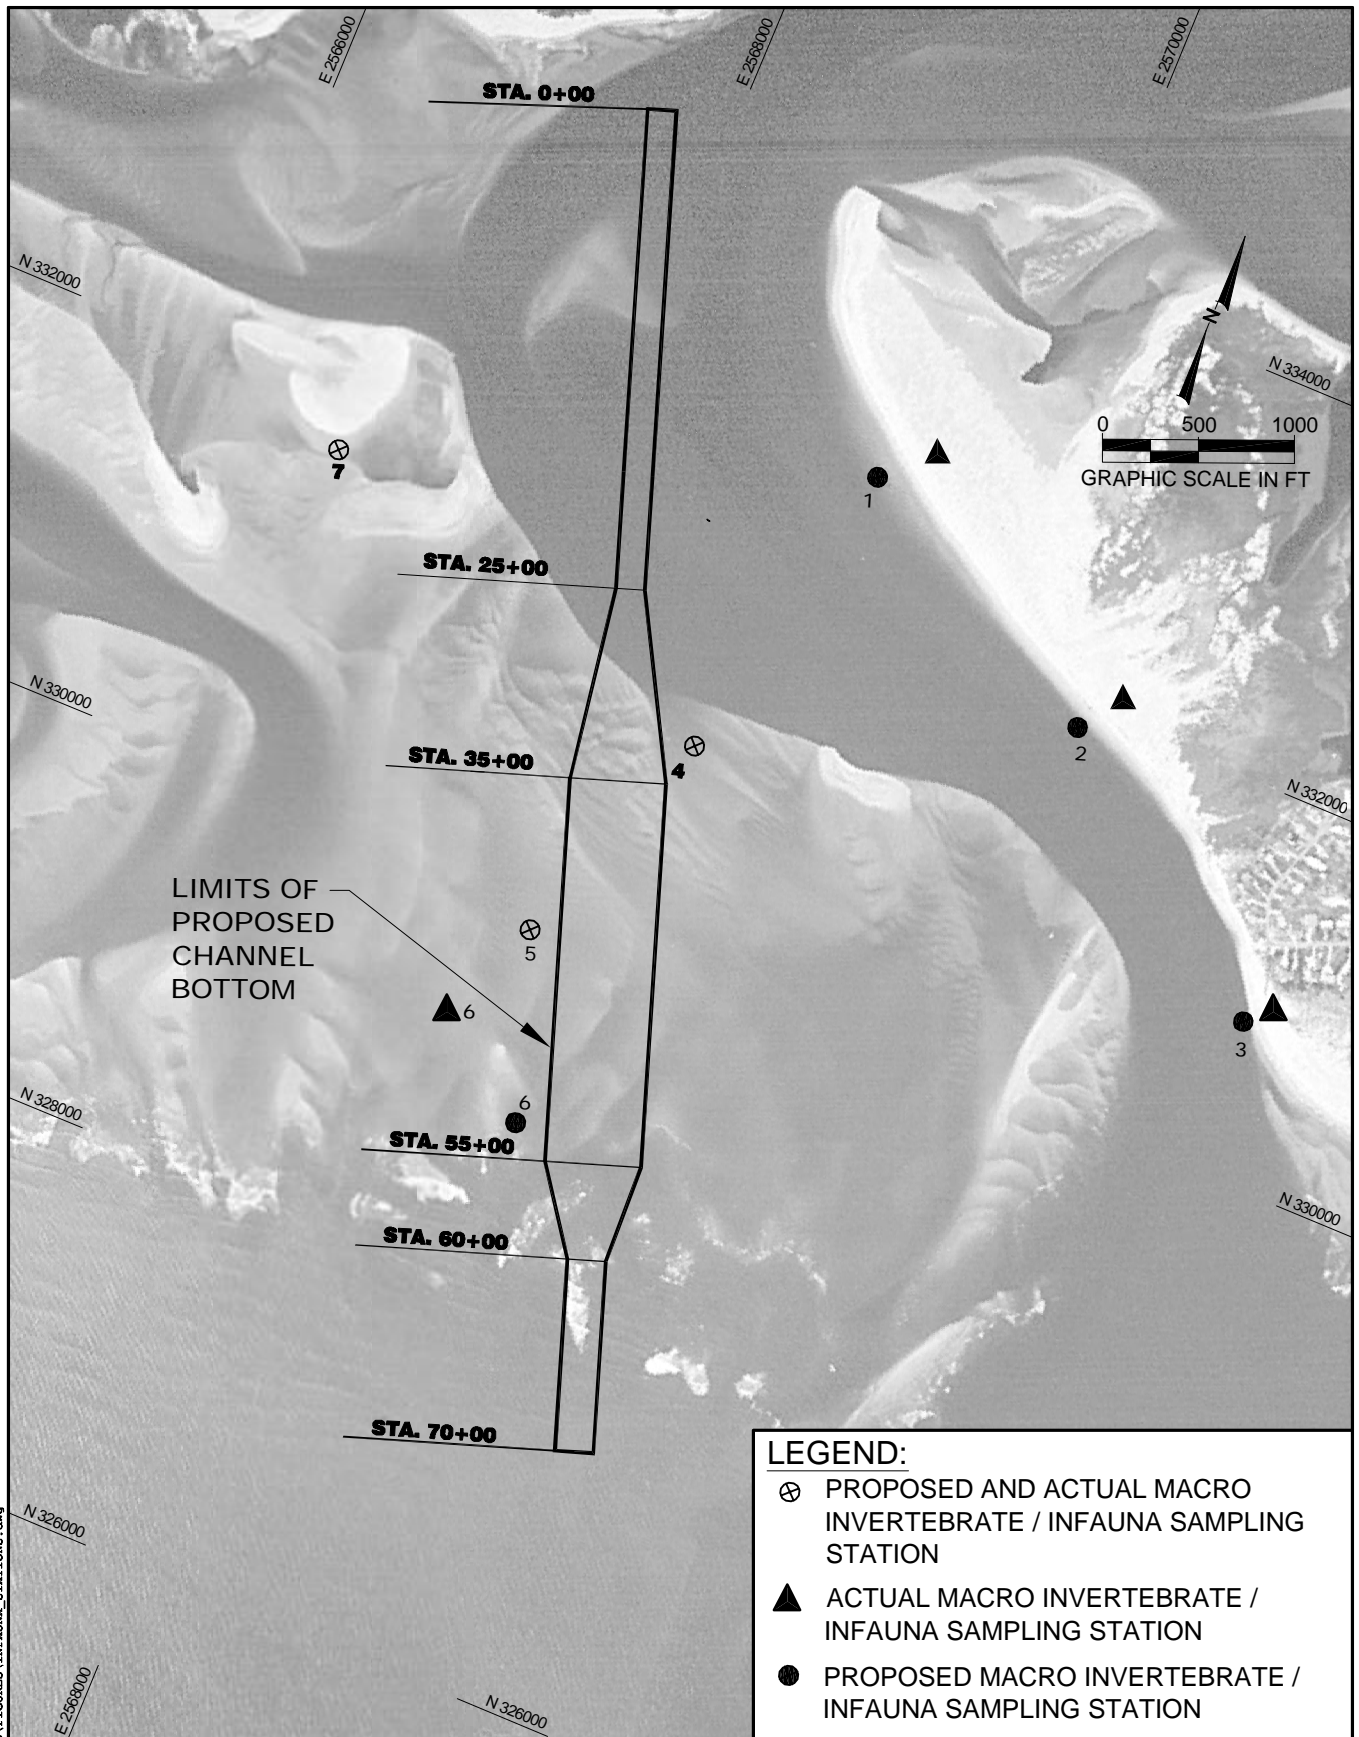 E 2566000
E 2568000
E 2570000
STA. 0+00
N 332000
N
N 334000
0 500 1000
GRAPHIC SCALE IN FT
7
1
STA. 25+00
N 330000
2
STA. 35+00
4
N 332000
LIMITS OF
PROPOSED
CHANNEL
BOTTOM
5
6
3
N 328000
6
STA. 55+00
N 330000
STA. 60+00
STA. 70+00
N 326000
E 2568000
N 326000
LEGEND:
PROPOSED AND ACTUAL MACRO
INVERTEBRATE / INFAUNA SAMPLING
STATION
ACTUAL MACRO INVERTEBRATE /
INFAUNA SAMPLING STATION
PROPOSED MACRO INVERTEBRATE /
INFAUNA SAMPLING STATION